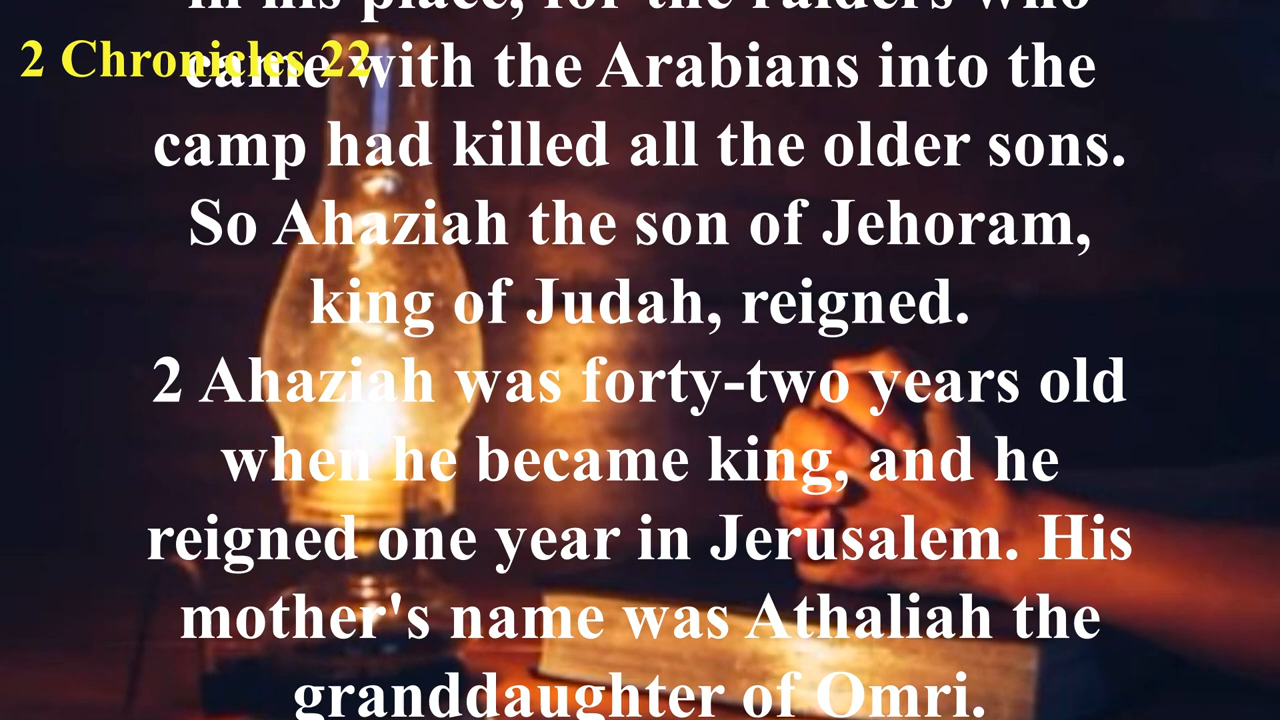 in his place, for the raiders who
2 Chronicles 22
came with the Arabians into the
camp had killed all the older sons.
So Ahaziah the son of Jehoram,
king of Judah, reigned.
2 Ahaziah was forty-two years old
when he became king, and he
reigned one year in Jerusalem. His
mother's name was Athaliah the
granddaughter of Omri.